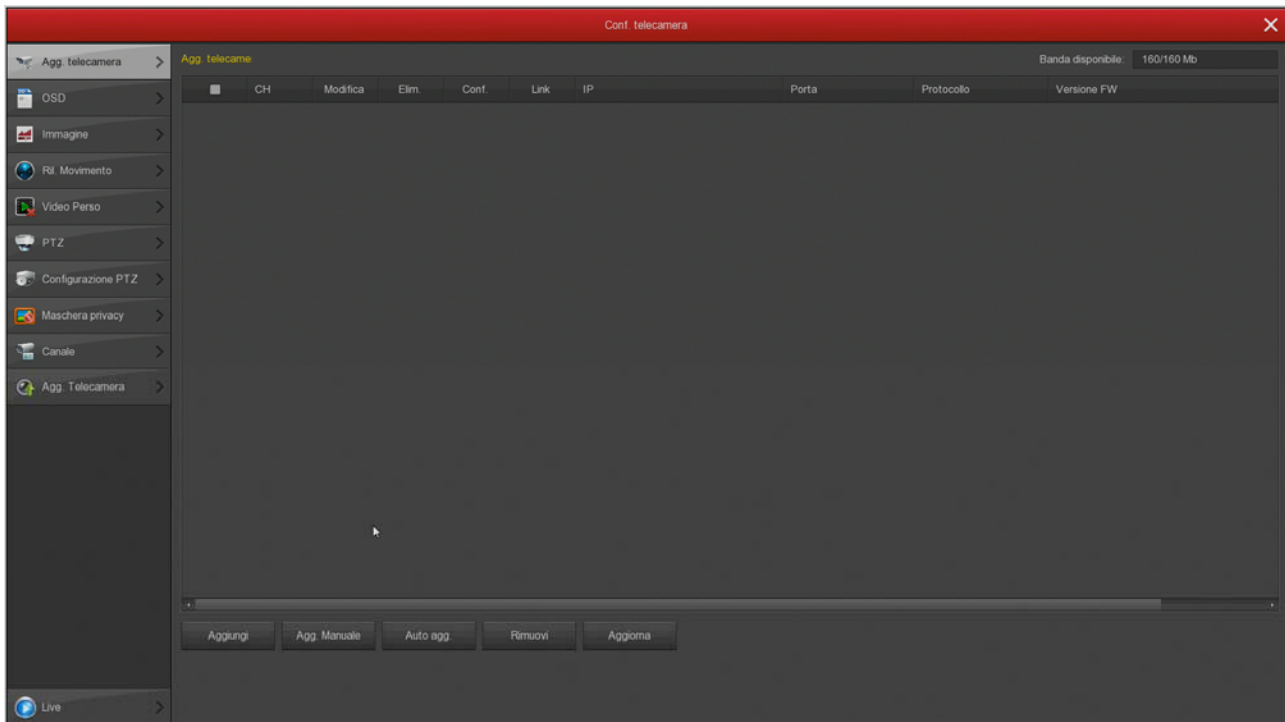 Conf. telecamera
Agg. telecamera
OSD
Immagine
Ril. Movimento
Video Perso
PTZ
Configurazione PTZ
Maschera privacy
Canale
Agg. Telecamera
Live
Agg. telecame
Banda disponibile: 160/160 Mb
CH Modifica Elim. Conf. Link IP Porta Protocollo Versione FW
Aggiungi Agg. Manuale Auto agg. Rimuovi Aggiorna